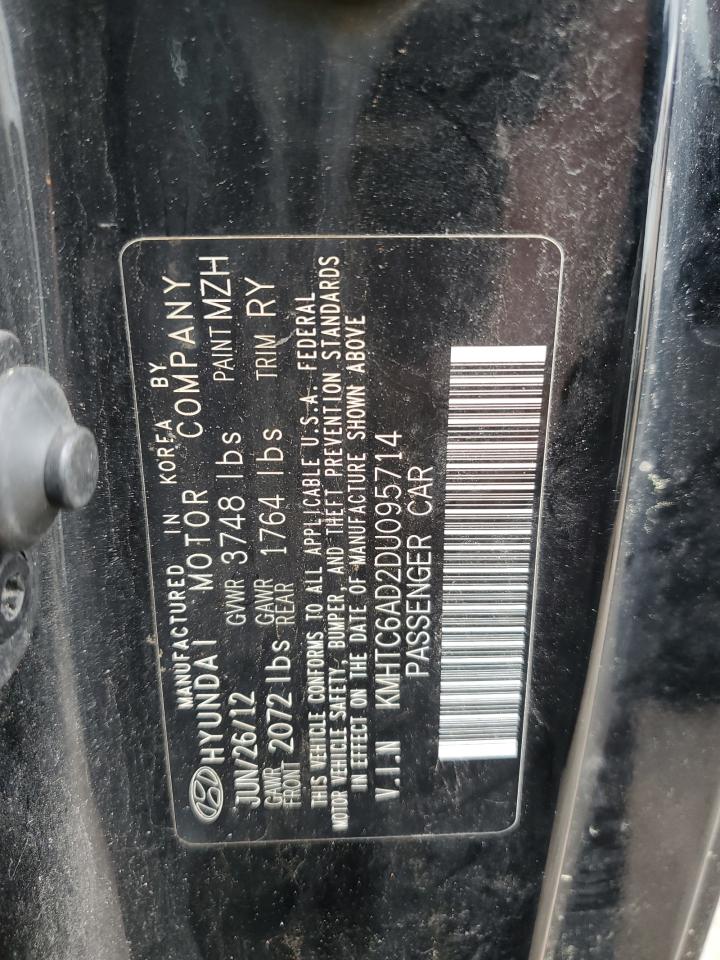 MANUFACTURED IN KOREA BY
HYUNDAI MOTOR COMPANY
JUN/26/12 GVWR 3748 lbs PAINT MZH
GAWR FRONT 2072 lbs GAWR REAR 1764 lbs TRIM RY
THIS VEHICLE CONFORMS TO ALL APPLICABLE U.S.A. FEDERAL
MOTOR VEHICLE SAFETY, BUMPER, AND THEFT PREVENTION STANDARDS
IN EFFECT ON THE DATE OF MANUFACTURE SHOWN ABOVE
V.I.N KMHTC6AD2DU095714
PASSENGER CAR